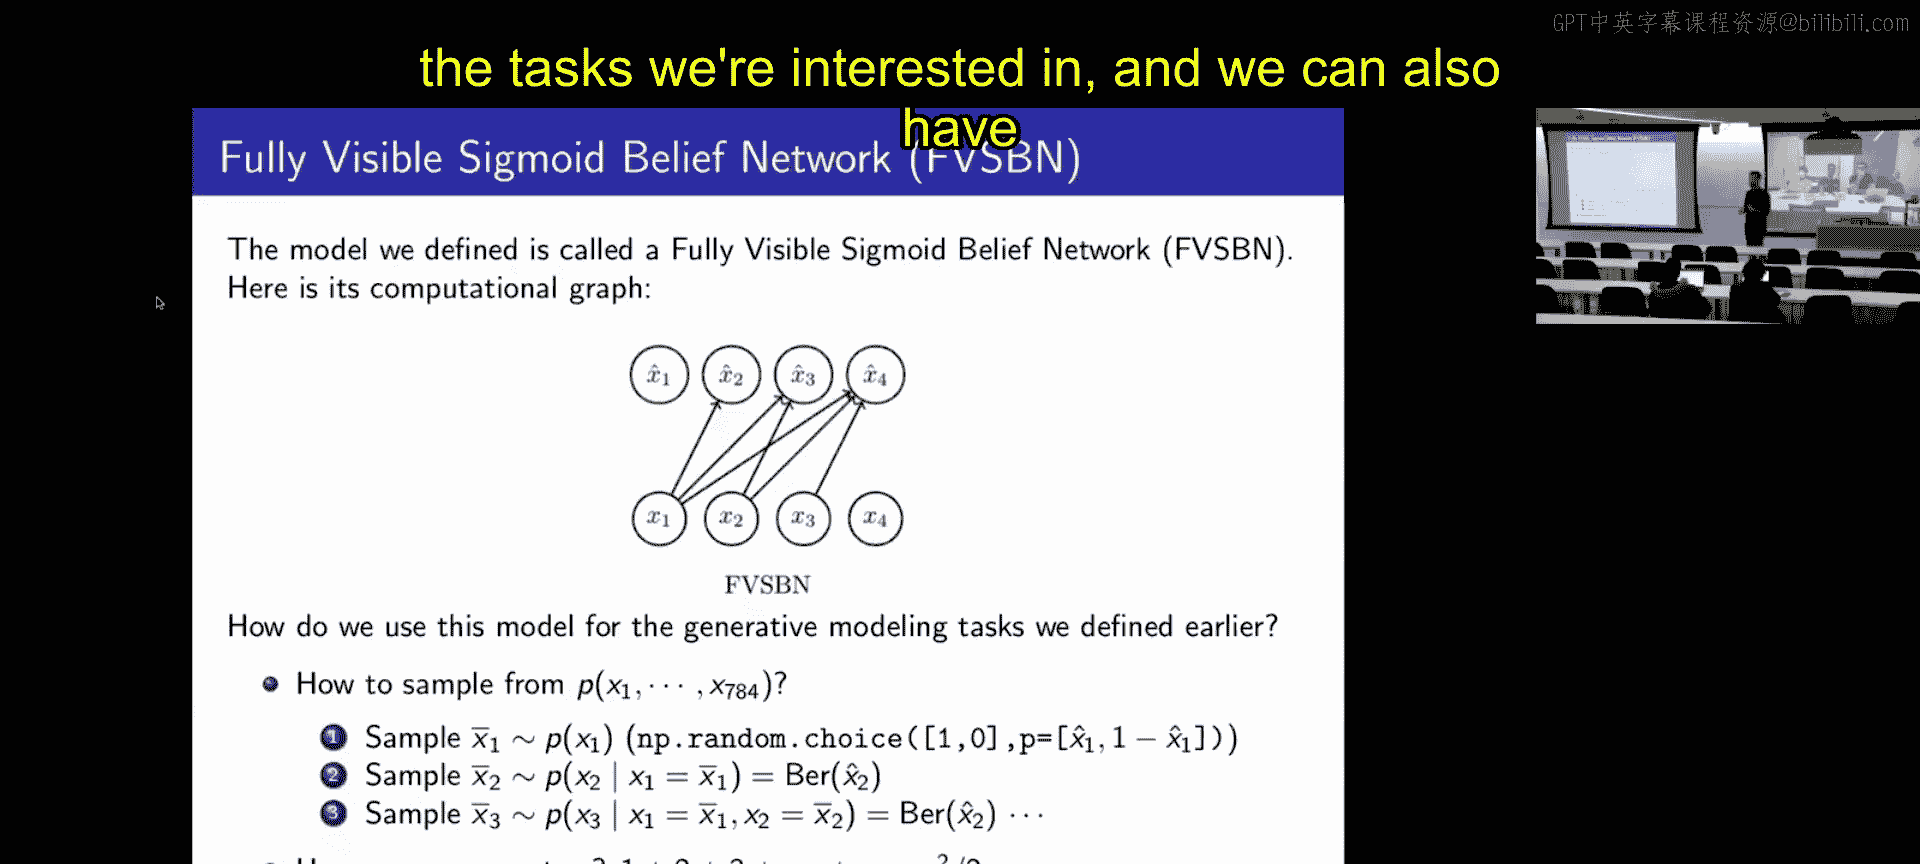 GPT中英字幕课程资源@bilibili.com
the tasks we're interested in, and we can also
have
Fully Visible Sigmoid Belief Network (FVSBN)
The model we defined is called a Fully Visible Sigmoid Belief Network (FVSBN).
Here is its computational graph:
x̂₁ x̂₂ x̂₃ x̂₄
x₁ x₂ x₃ x₄
FVSBN
How do we use this model for the generative modeling tasks we defined earlier?
How to sample from p(x₁, ⋯ , x₇₈₄)?
1 Sample x̄₁ ∼ p(x₁) (np.random.choice([1,0],p=[x̂₁, 1 − x̂₁]))
2 Sample x̄₂ ∼ p(x₂ | x₁ = x̄₁) = Ber(x̂₂)
3 Sample x̄₃ ∼ p(x₃ | x₁ = x̄₁, x₂ = x̄₂) = Ber(x̂₂) ⋯